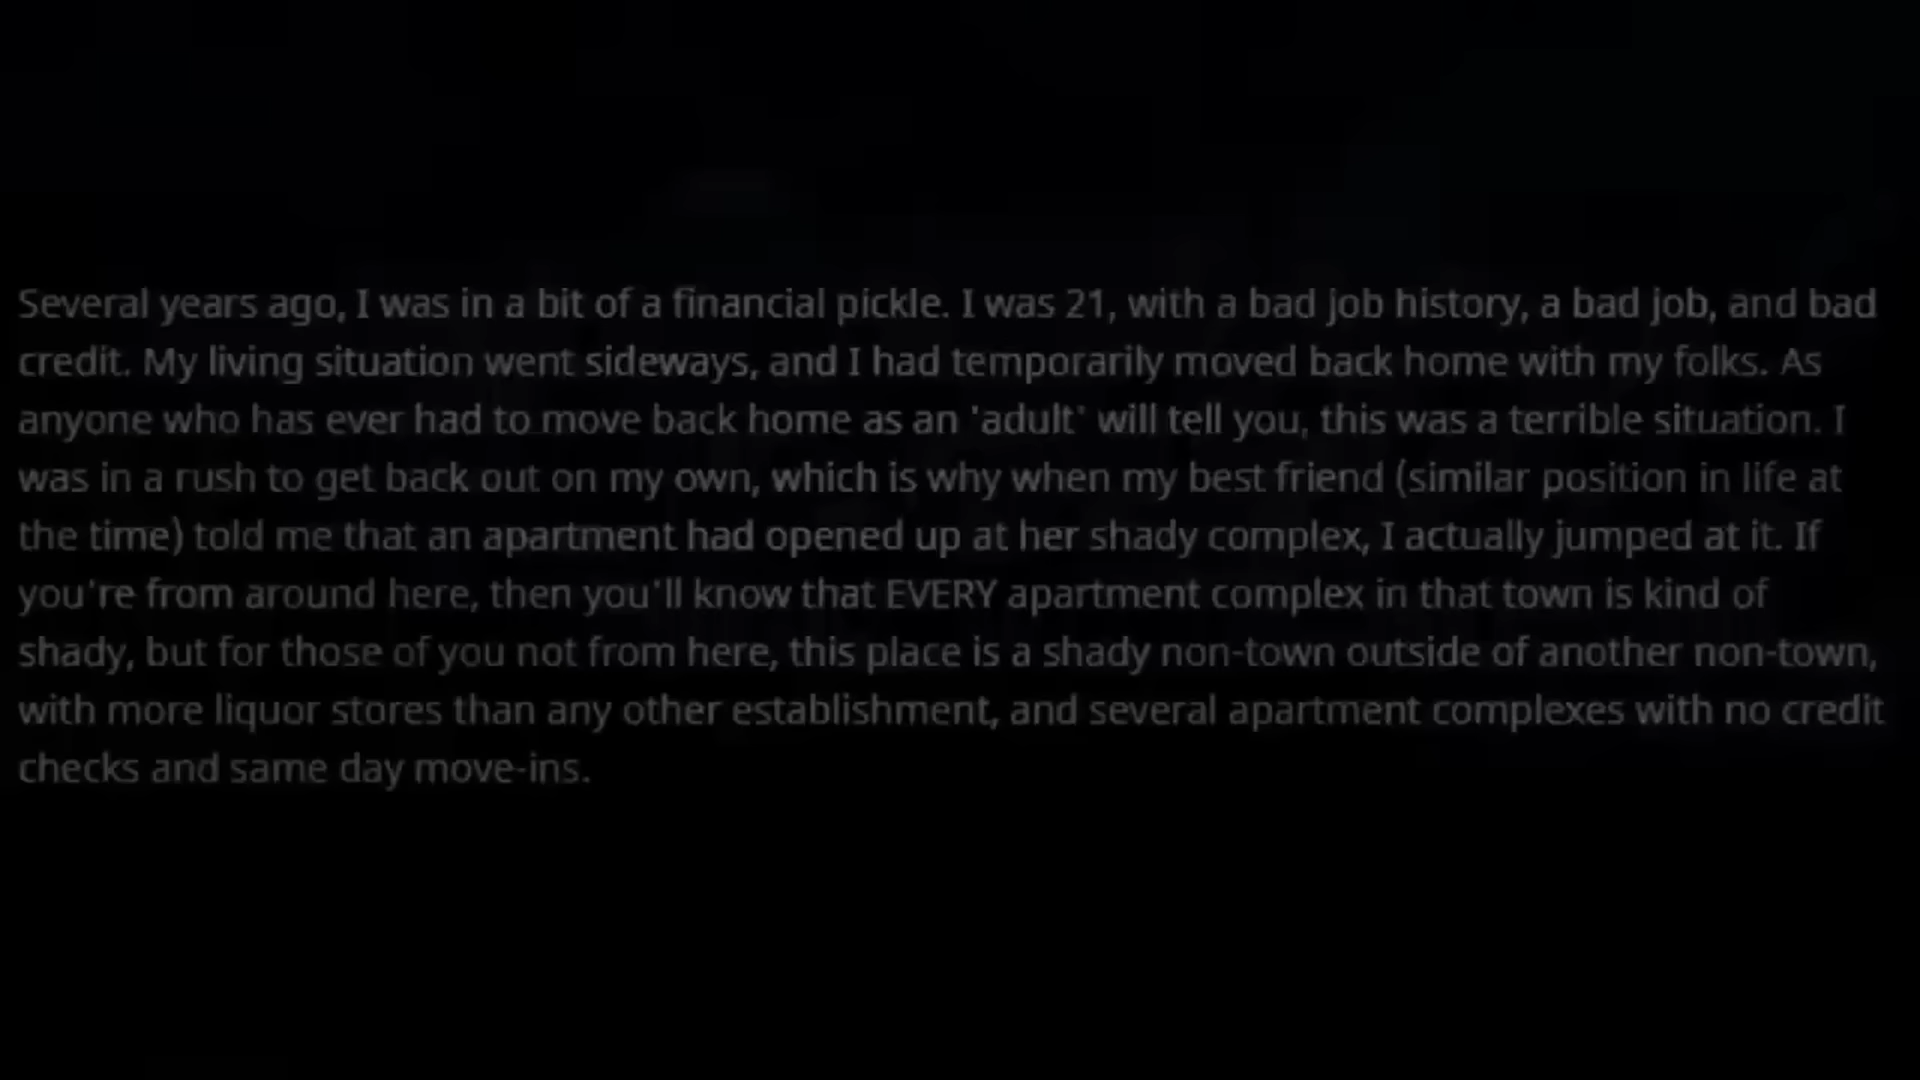 Several years ago, I was in a bit of a financial pickle. I was 21, with a bad job history, a bad job, and bad
credit. My living situation went sideways, and I had temporarily moved back home with my folks. As
anyone who has ever had to move back home as an 'adult' will tell you, this was a terrible situation. I
was in a rush to get back out on my own, which is why when my best friend (similar position in life at
the time) told me that an apartment had opened up at her shady complex, I actually jumped at it. If
you're from around here, then you'll know that EVERY apartment complex in that town is kind of
shady, but for those of you not from here, this place is a shady non-town outside of another non-town,
with more liquor stores than any other establishment, and several apartment complexes with no credit
checks and same day move-ins.